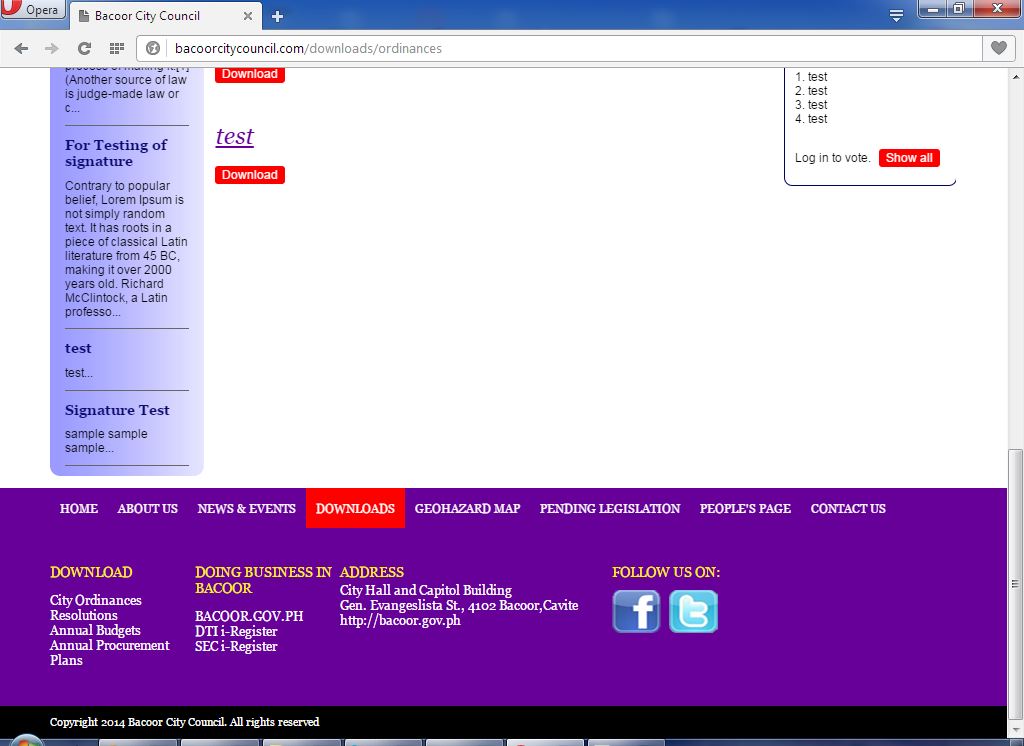 Opera
Bacoor City Council
bacoorcitycouncil.com/downloads/ordinances
(Another source of law
is judge-made law or
c...
For Testing of
signature
Contrary to popular
belief, Lorem Ipsum is
not simply random
text. It has roots in a
piece of classical Latin
literature from 45 BC,
making it over 2000
years old. Richard
McClintock, a Latin
professo...
test
test...
Signature Test
sample sample
sample...
Download
test
Download
1. test
2. test
3. test
4. test
Log in to vote. Show all
HOME ABOUT US NEWS & EVENTS DOWNLOADS GEOHAZARD MAP PENDING LEGISLATION PEOPLE'S PAGE CONTACT US
DOWNLOAD
City Ordinances
Resolutions
Annual Budgets
Annual Procurement
Plans
DOING BUSINESS IN
BACOOR
BACOOR.GOV.PH
DTI i-Register
SEC i-Register
ADDRESS
City Hall and Capitol Building
Gen. Evangeslista St., 4102 Bacoor,Cavite
http://bacoor.gov.ph
FOLLOW US ON:
Copyright 2014 Bacoor City Council. All rights reserved